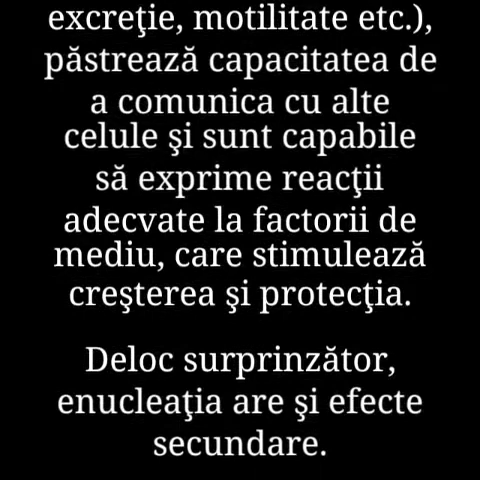 excreţie, motilitate etc.),
păstrează capacitatea de
a comunica cu alte
celule şi sunt capabile
să exprime reacţii
adecvate la factorii de
mediu, care stimulează
creşterea şi protecţia.
Deloc surprinzător,
enucleaţia are şi efecte
secundare.